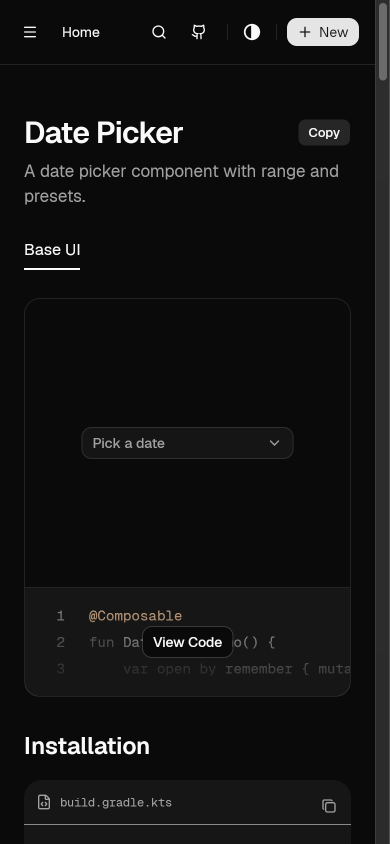 Home
New
Date Picker
Copy
A date picker component with range and
presets.
Base UI
Pick a date
1 @Composable
2 fun Da o() {
View Code
3 var open by remember { muta
Installation
build.gradle.kts